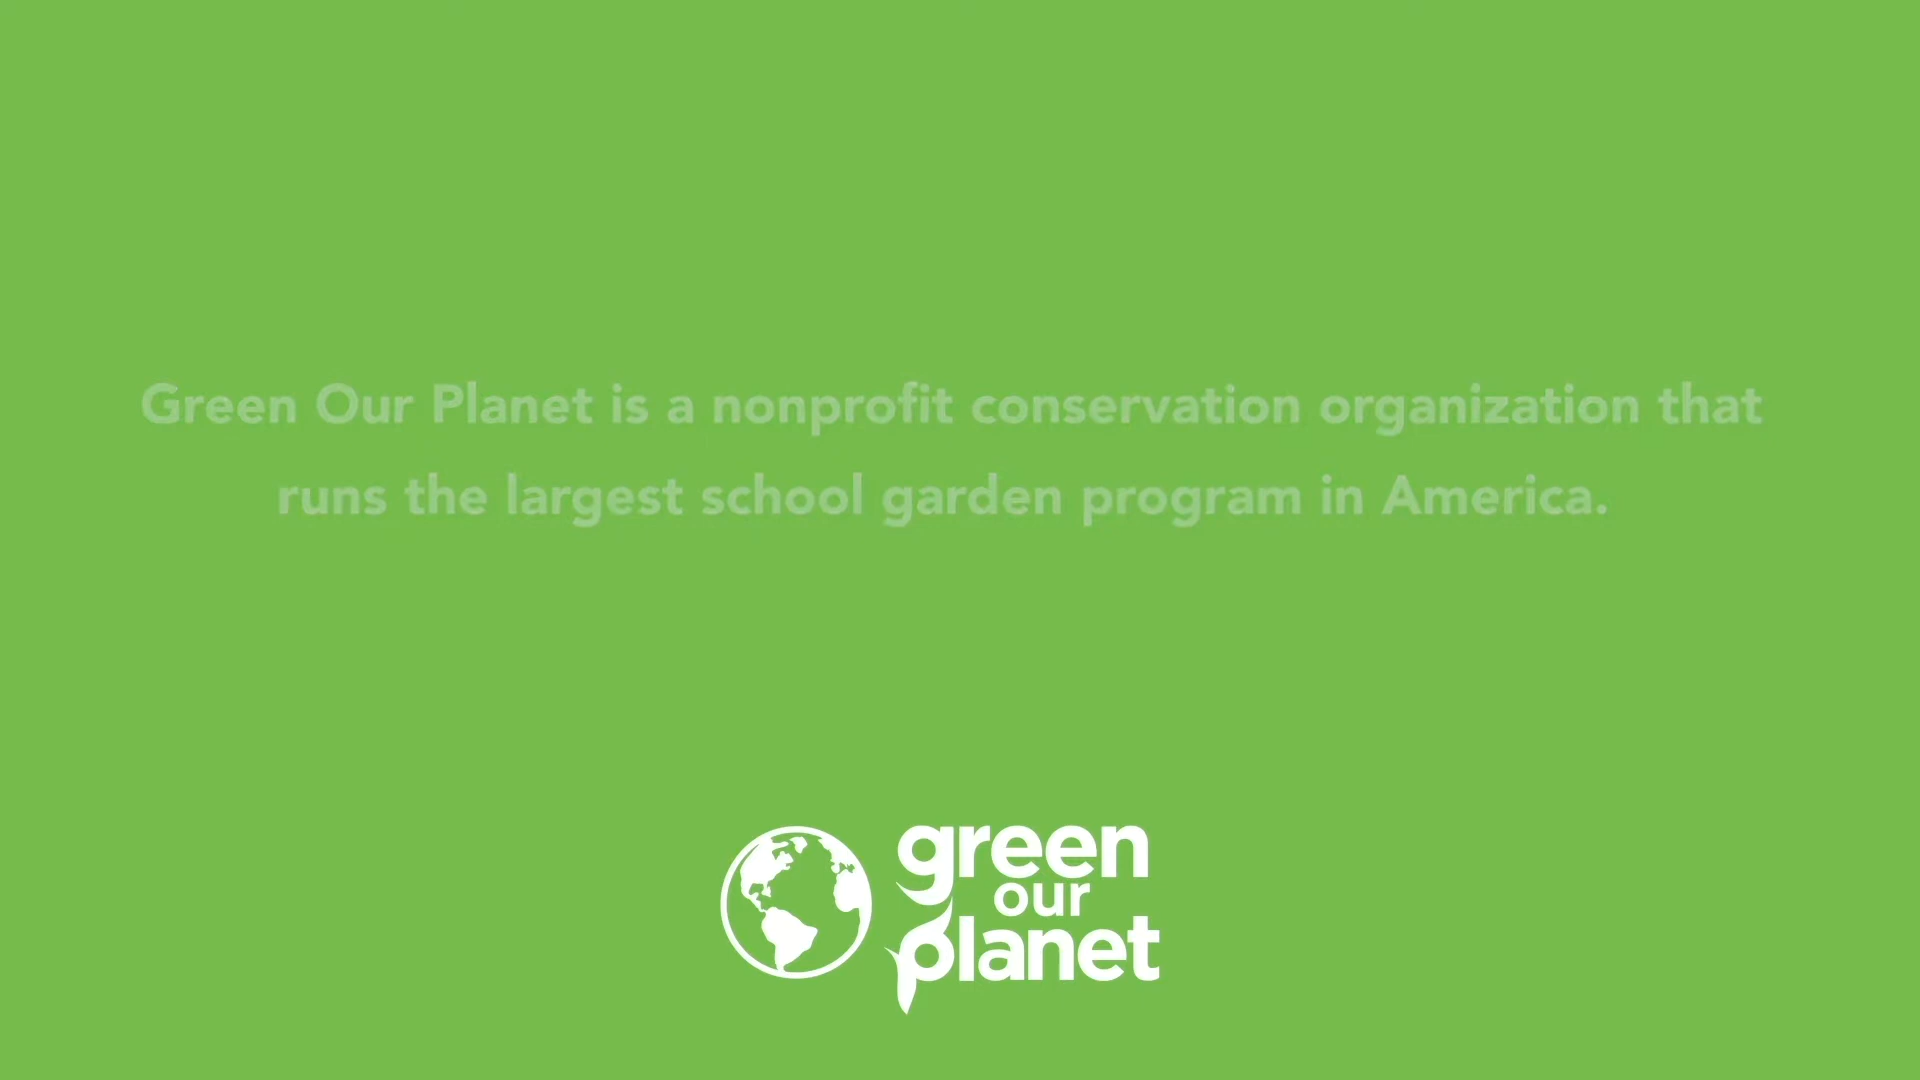 Green Our Planet is a nonprofit conservation organization that
runs the largest school garden program in America.
green
our
planet